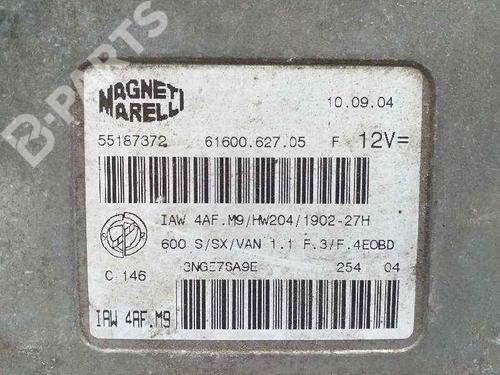 B-PARTS
MAGNETI
MARELLI
10.09.04
55187372 61600.627.05 F 12V=
IAW 4AF.M9/HW204/1902-27H
600 S/SX/VAN 1.1 F.3/F.4EOBD
C 146 3NGE7SA9E 254 04
IAW 4AF.M9